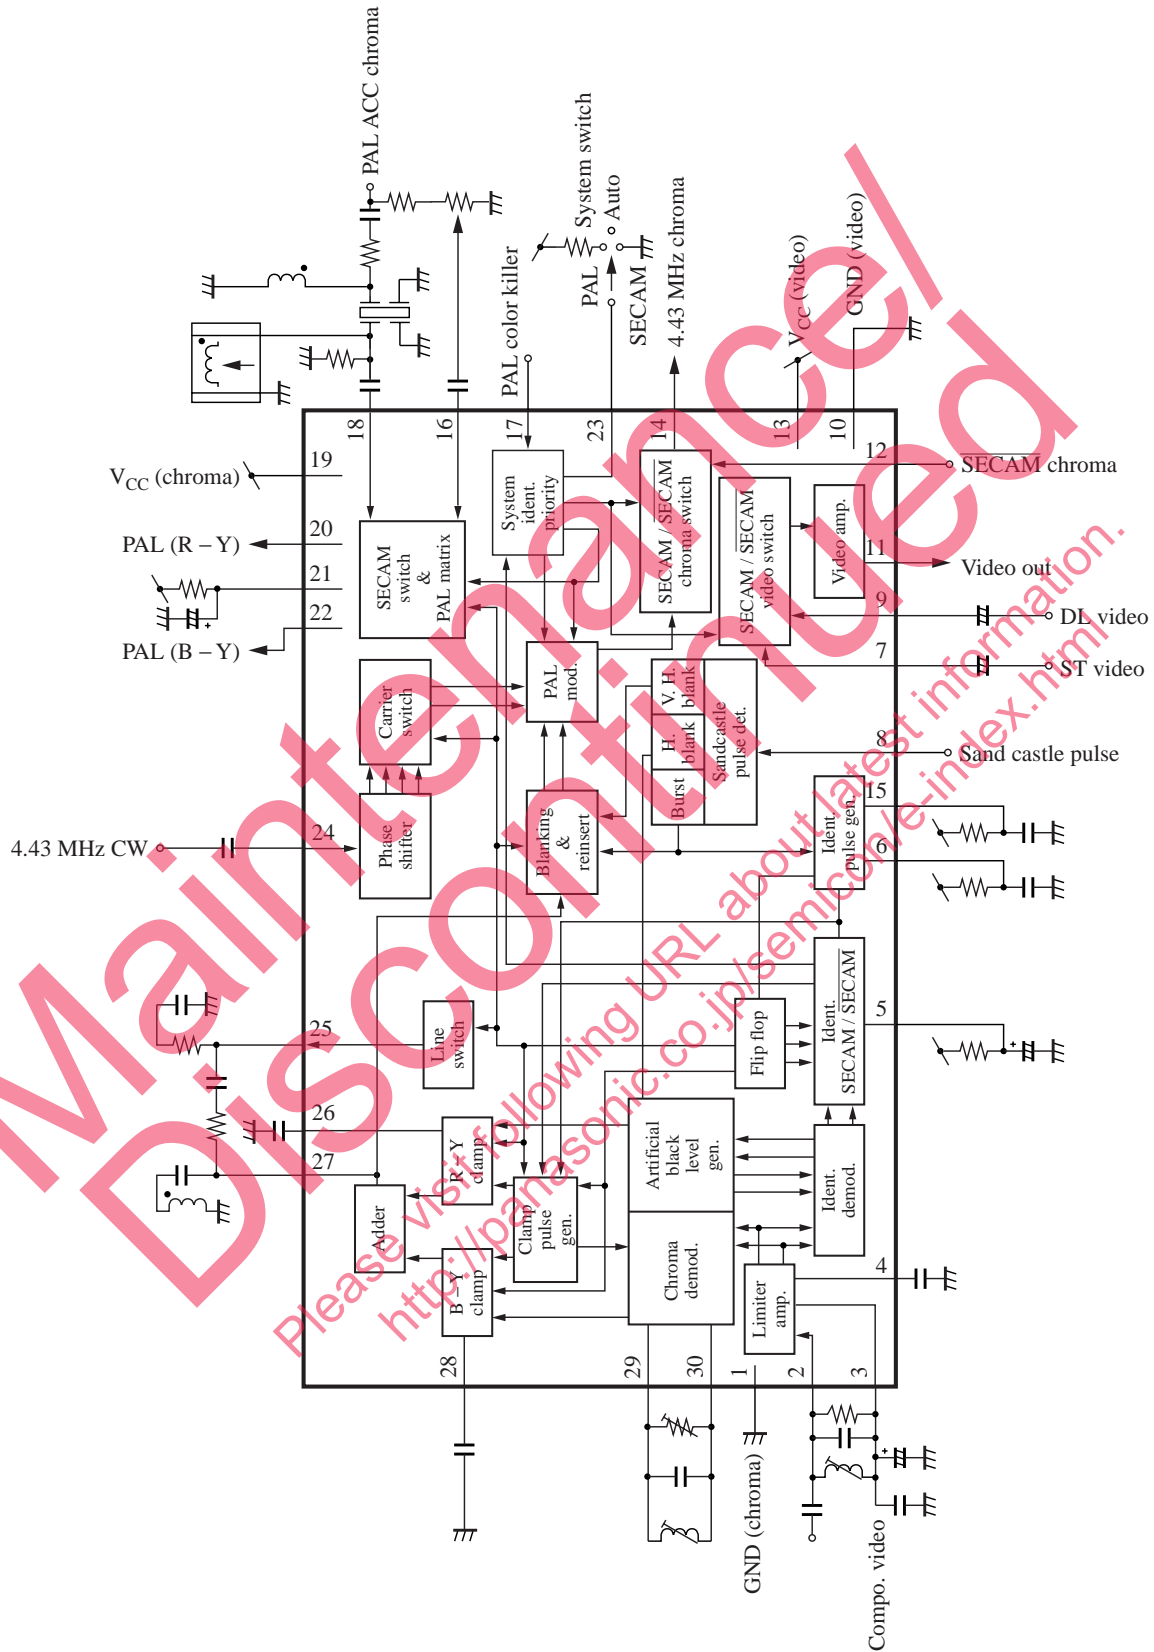 PAL ACC chroma
System switch
Auto
PAL
SECAM
PAL color killer
4.43 MHz chroma
VCC (video)
GND (video)
18
16
17
23
14
13
10
VCC (chroma)
19
PAL (R – Y)
20
21
22
PAL (B – Y)
SECAM
switch
&
PAL matrix
System
ident.
priority
SECAM / SECAM
chroma switch
SECAM / SECAM
video switch
Video amp.
12
SECAM chroma
11
Video out
9
DL video
7
ST video
8
Sand castle pulse
Carrier
switch
PAL
mod.
V. H.
blank
H.
blank
Burst
Sandcastle
pulse det.
4.43 MHz CW
24
Phase
shifter
Blanking
&
reinsert
Ident.
pulse gen.
15
6
25
Line
switch
Flip flop
Ident.
SECAM / SECAM
5
26
27
R – Y
clamp
Adder
Clamp
pulse
gen.
B – Y
clamp
Artificial
black
level
gen.
Chroma
demod.
Ident.
demod.
Limiter
amp.
4
28
29
30
1
2
3
GND (chroma)
Compo. video
Maintenance/
Discontinued
Please visit following URL about latest information.
http://panasonic.co.jp/semicon/e-index.html